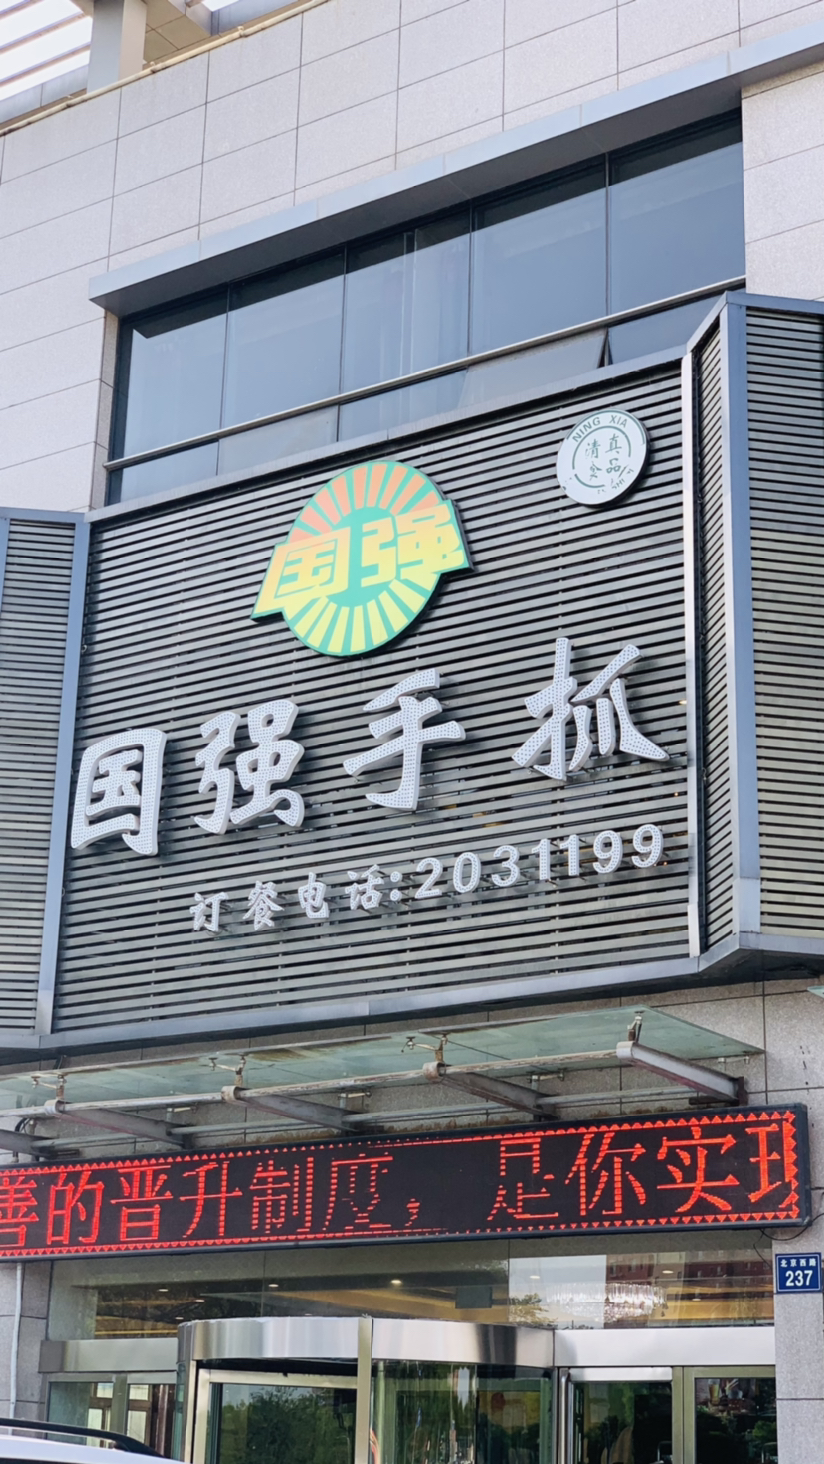 NING XIA
清真
食品
国强
国强手抓
订餐电话:2031199
善的晋升制度，是你实现
北京西路
237